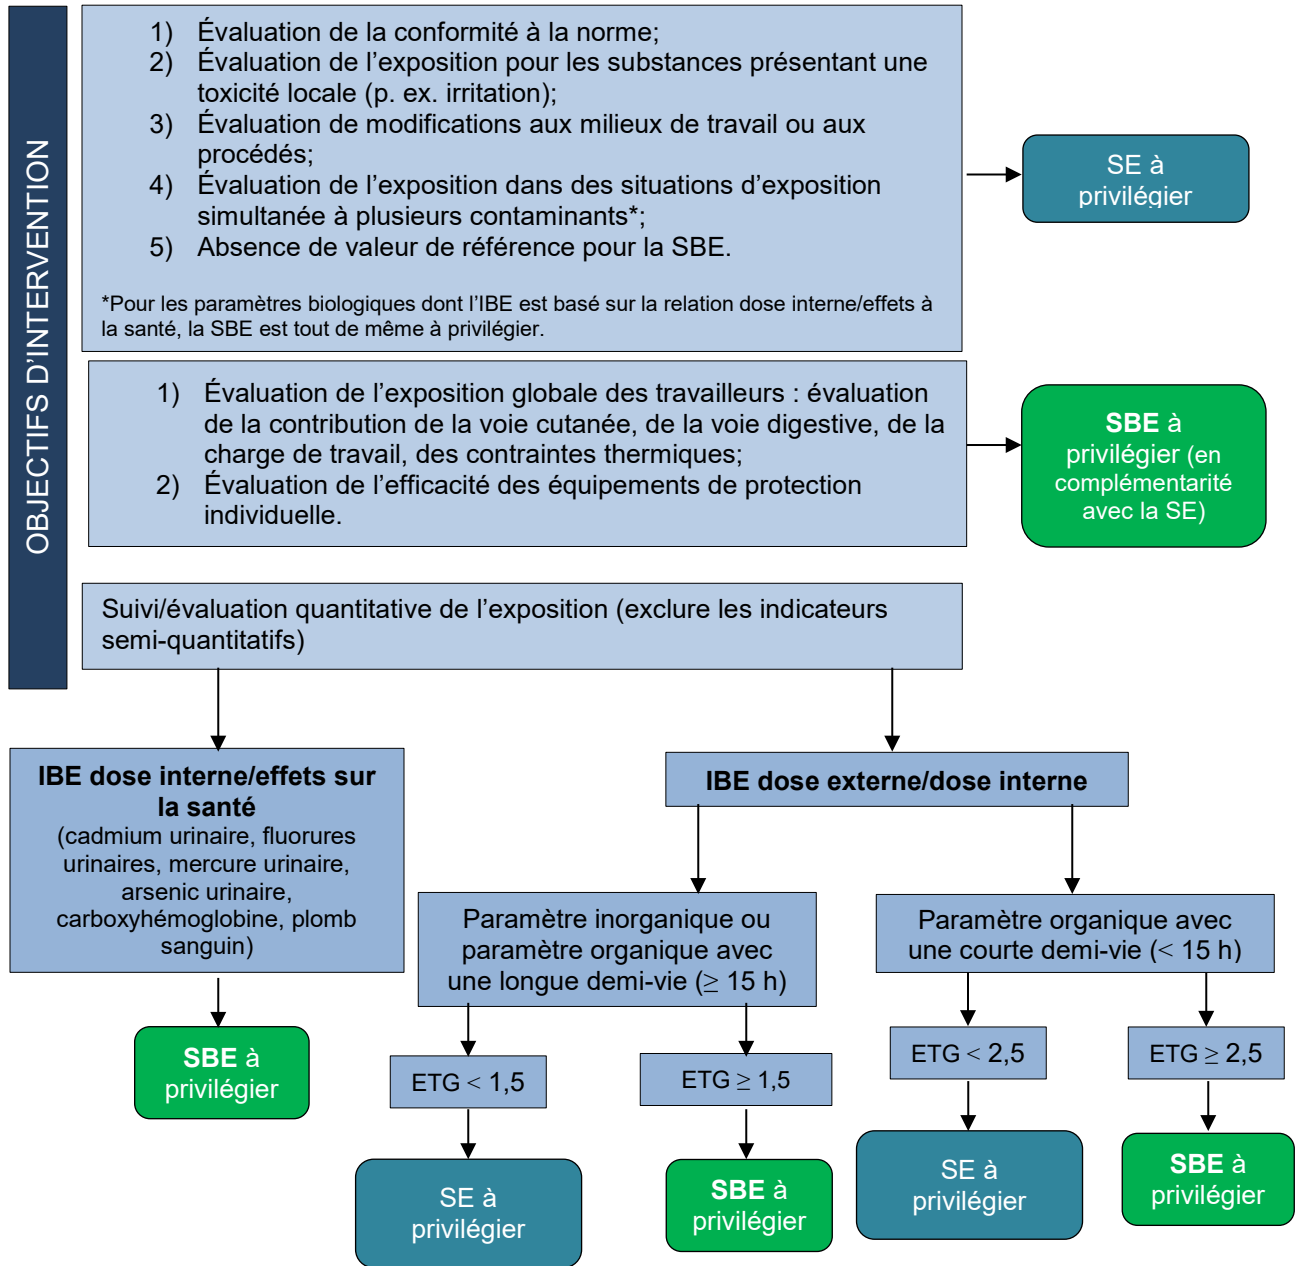 OBJECTIFS D'INTERVENTION
1) Évaluation de la conformité à la norme;
2) Évaluation de l’exposition pour les substances présentant une
toxicité locale (p. ex. irritation);
3) Évaluation de modifications aux milieux de travail ou aux
procédés;
4) Évaluation de l’exposition dans des situations d’exposition
simultanée à plusieurs contaminants*;
5) Absence de valeur de référence pour la SBE.
*Pour les paramètres biologiques dont l’IBE est basé sur la relation dose interne/effets à
la santé, la SBE est tout de même à privilégier.
SE à
privilégier
1) Évaluation de l’exposition globale des travailleurs : évaluation
de la contribution de la voie cutanée, de la voie digestive, de la
charge de travail, des contraintes thermiques;
2) Évaluation de l’efficacité des équipements de protection
individuelle.
SBE à
privilégier (en
complémentarité
avec la SE)
Suivi/évaluation quantitative de l’exposition (exclure les indicateurs
semi-quantitatifs)
IBE dose interne/effets sur
la santé
(cadmium urinaire, fluorures
urinaires, mercure urinaire,
arsenic urinaire,
carboxyhémoglobine, plomb
sanguin)
SBE à
privilégier
IBE dose externe/dose interne
Paramètre inorganique ou
paramètre organique avec
une longue demi-vie (≥ 15 h)
Paramètre organique avec
une courte demi-vie (< 15 h)
ETG < 1,5
ETG ≥ 1,5
ETG < 2,5
ETG ≥ 2,5
SE à
privilégier
SBE à
privilégier
SE à
privilégier
SBE à
privilégier